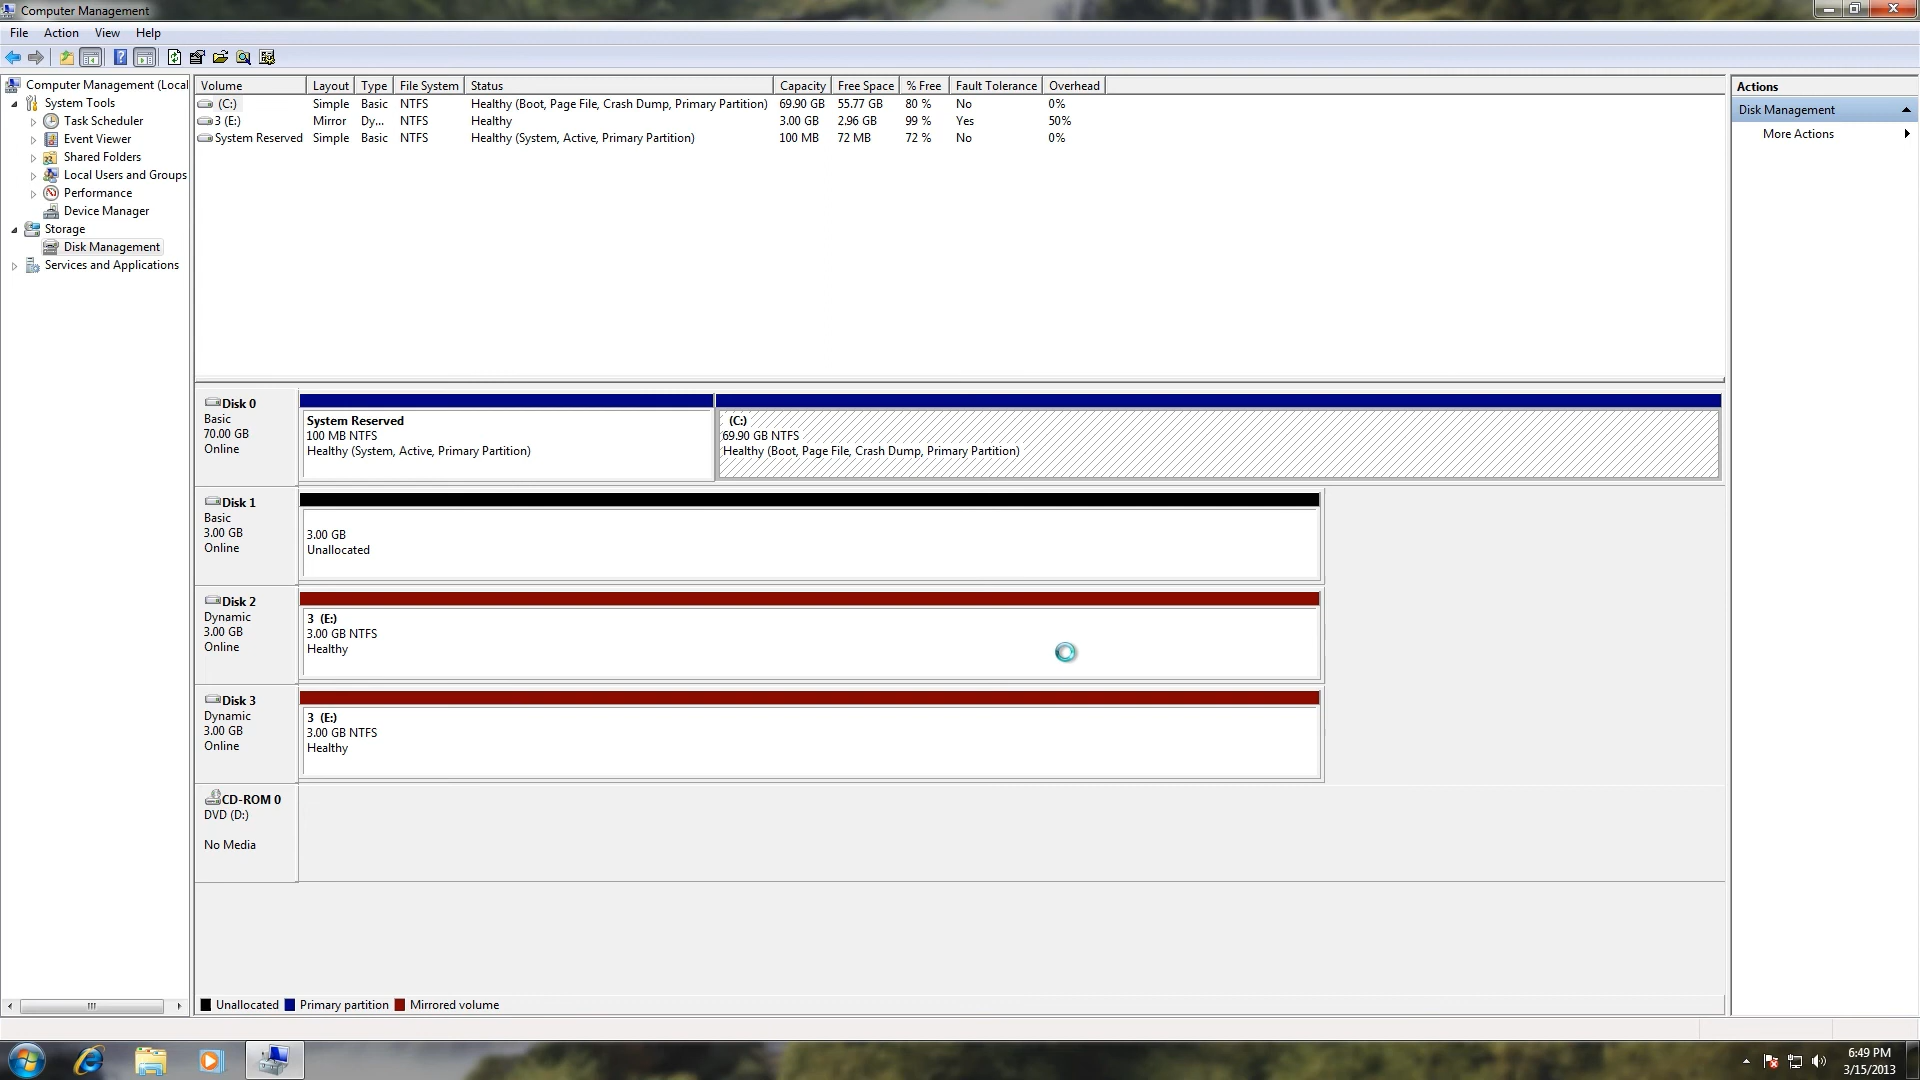 Computer Management
File Action View Help
Computer Management (Local
System Tools
Task Scheduler
Event Viewer
Shared Folders
Local Users and Groups
Performance
Device Manager
Storage
Disk Management
Services and Applications
Volume Layout Type File System Status Capacity Free Space % Free Fault Tolerance Overhead
(C:) Simple Basic NTFS Healthy (Boot, Page File, Crash Dump, Primary Partition) 69.90 GB 55.77 GB 80 % No 0%
3 (E:) Mirror Dy... NTFS Healthy 3.00 GB 2.96 GB 99 % Yes 50%
System Reserved Simple Basic NTFS Healthy (System, Active, Primary Partition) 100 MB 72 MB 72 % No 0%
Disk 0
Basic
70.00 GB
Online
System Reserved
100 MB NTFS
Healthy (System, Active, Primary Partition)
(C:)
69.90 GB NTFS
Healthy (Boot, Page File, Crash Dump, Primary Partition)
Disk 1
Basic
3.00 GB
Online
3.00 GB
Unallocated
Disk 2
Dynamic
3.00 GB
Online
3 (E:)
3.00 GB NTFS
Healthy
Disk 3
Dynamic
3.00 GB
Online
3 (E:)
3.00 GB NTFS
Healthy
CD-ROM 0
DVD (D:)
No Media
Unallocated Primary partition Mirrored volume
Actions
Disk Management
More Actions
6:49 PM
3/15/2013